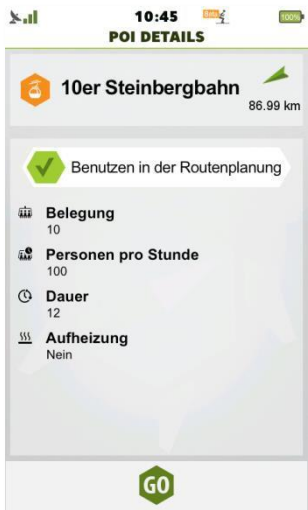 10:45
Beta
100%
POI DETAILS
10er Steinbergbahn
86.99 km
Benutzen in der Routenplanung
Belegung
10
Personen pro Stunde
100
Dauer
12
Aufheizung
Nein
GO